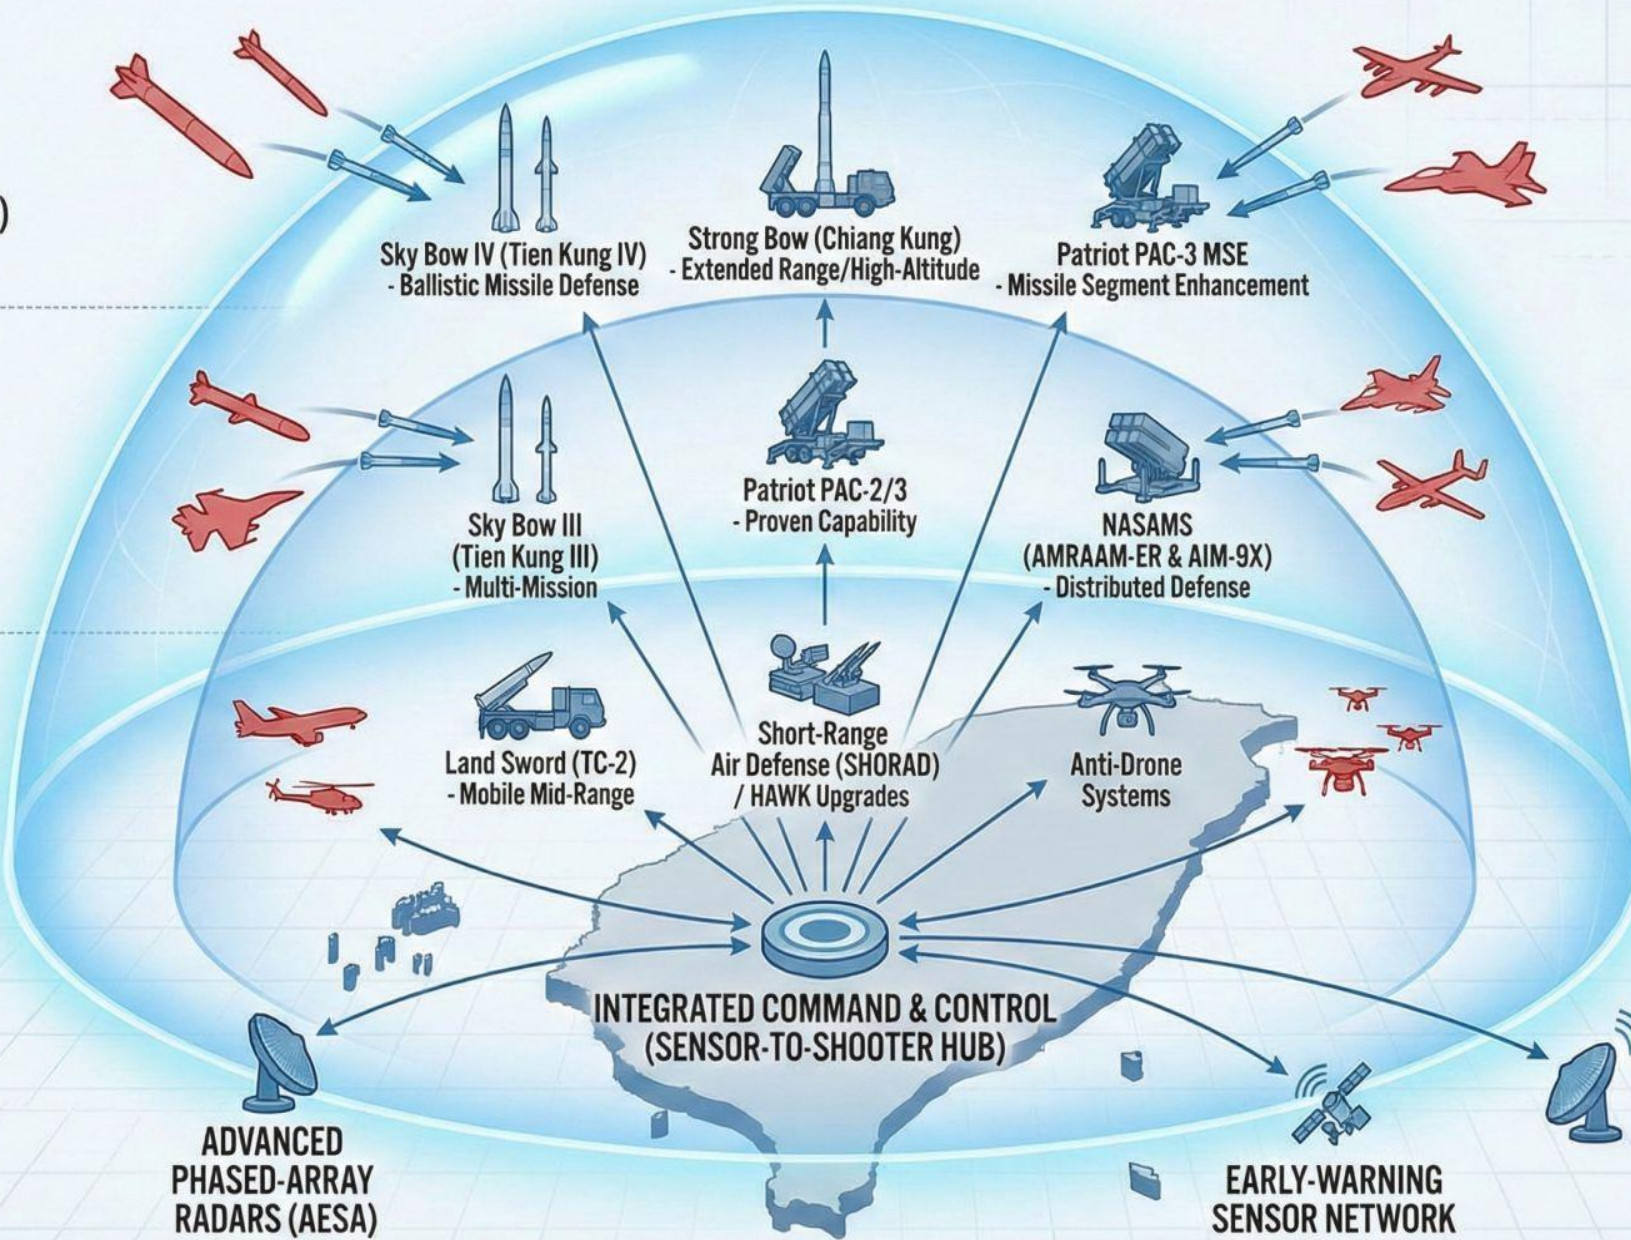 )
Sky Bow IV (Tien Kung IV)
- Ballistic Missile Defense
Strong Bow (Chiang Kung)
- Extended Range/High-Altitude
Patriot PAC-3 MSE
- Missile Segment Enhancement
Sky Bow III
(Tien Kung III)
- Multi-Mission
Patriot PAC-2/3
- Proven Capability
NASAMS
(AMRAAM-ER & AIM-9X)
- Distributed Defense
Land Sword (TC-2)
- Mobile Mid-Range
Short-Range
Air Defense (SHORAD)
/ HAWK Upgrades
Anti-Drone
Systems
INTEGRATED COMMAND & CONTROL
(SENSOR-TO-SHOOTER HUB)
ADVANCED
PHASED-ARRAY
RADARS (AESA)
EARLY-WARNING
SENSOR NETWORK